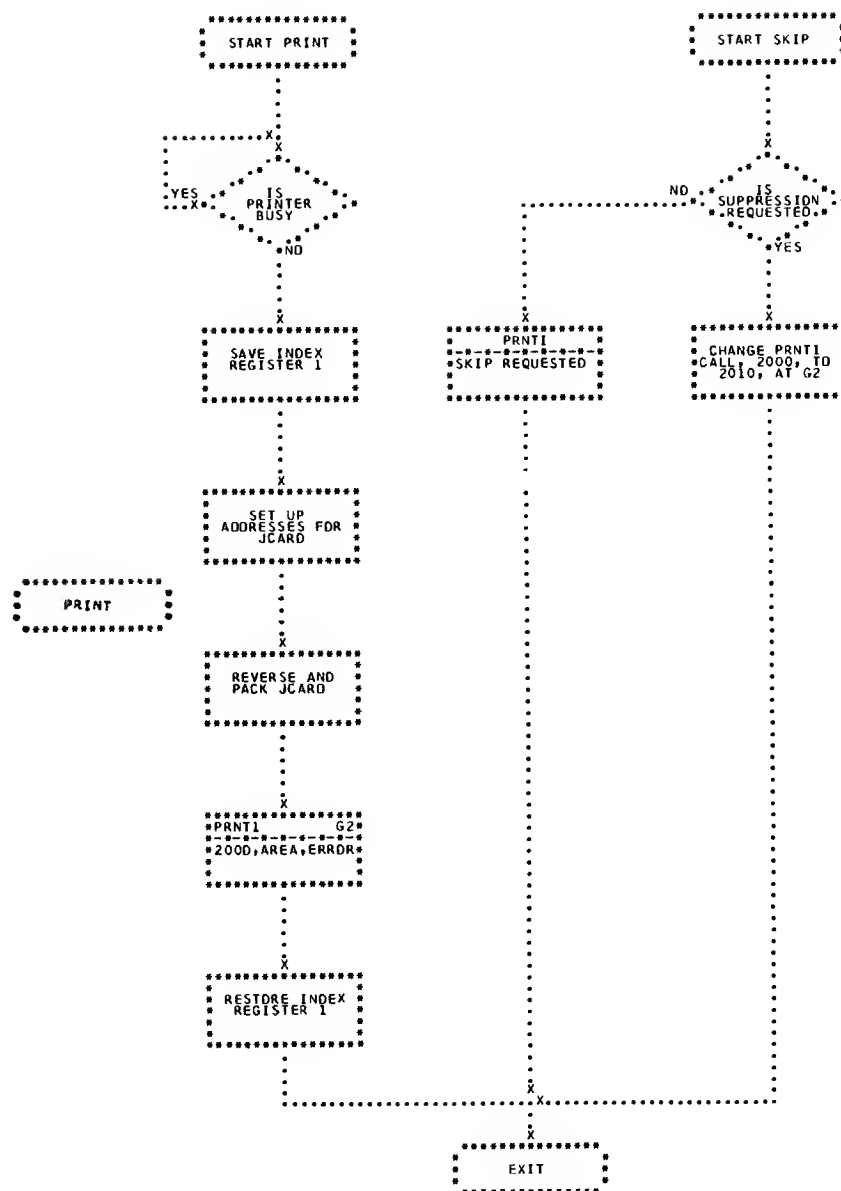 START PRINT
START SKIP
YES
IS
PRINTER
BUSY
NO
NO
IS
SUPPRESSION
REQUESTED
YES
SAVE INDEX
REGISTER 1
PRNT1
SKIP REQUESTED
CHANGE PRNT1
CALL, 2000, TO
2010, AT G2
SET UP
ADDRESSES FOR
JCARD
PRINT
REVERSE AND
PACK JCARD
PRNT1 G2
2000,AREA,ERROR
RESTORE INDEX
REGISTER 1
EXIT